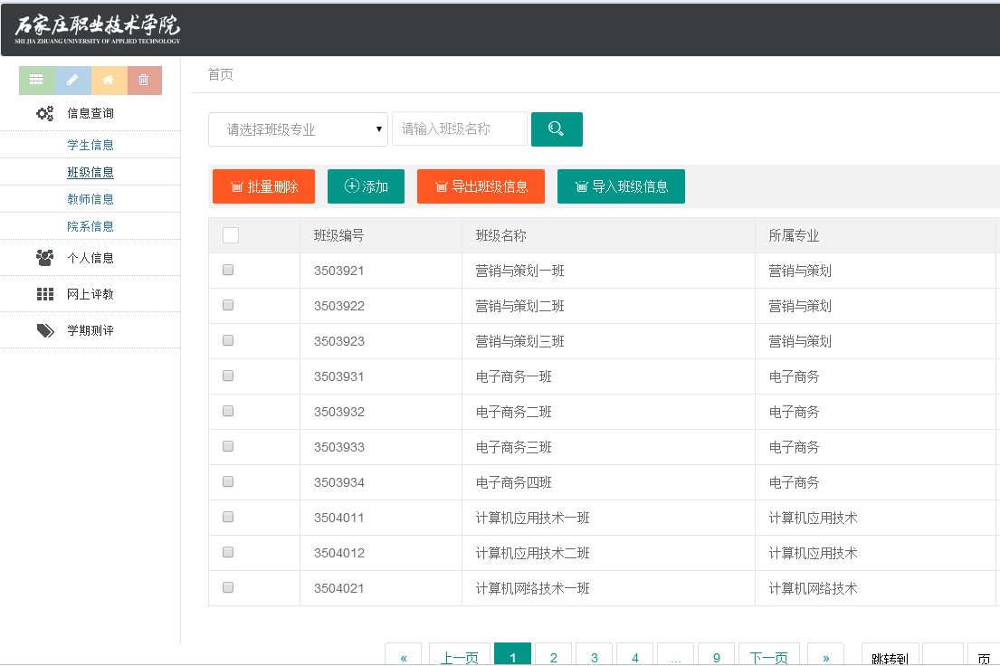 石家庄职业技术学院
SHI JIA ZHUANG UNIVERSITY OF APPLIED TECHNOLOGY
首页
信息查询
学生信息
班级信息
教师信息
院系信息
个人信息
网上评教
学期测评
请选择班级专业 请输入班级名称
批量删除 添加 导出班级信息 导入班级信息
班级编号 班级名称 所属专业
3503921 营销与策划一班 营销与策划
3503922 营销与策划二班 营销与策划
3503923 营销与策划三班 营销与策划
3503931 电子商务一班 电子商务
3503932 电子商务二班 电子商务
3503933 电子商务三班 电子商务
3503934 电子商务四班 电子商务
3504011 计算机应用技术一班 计算机应用技术
3504012 计算机应用技术二班 计算机应用技术
3504021 计算机网络技术一班 计算机网络技术
« 上一页 1 2 3 4 ... 9 下一页 » 跳转到 页